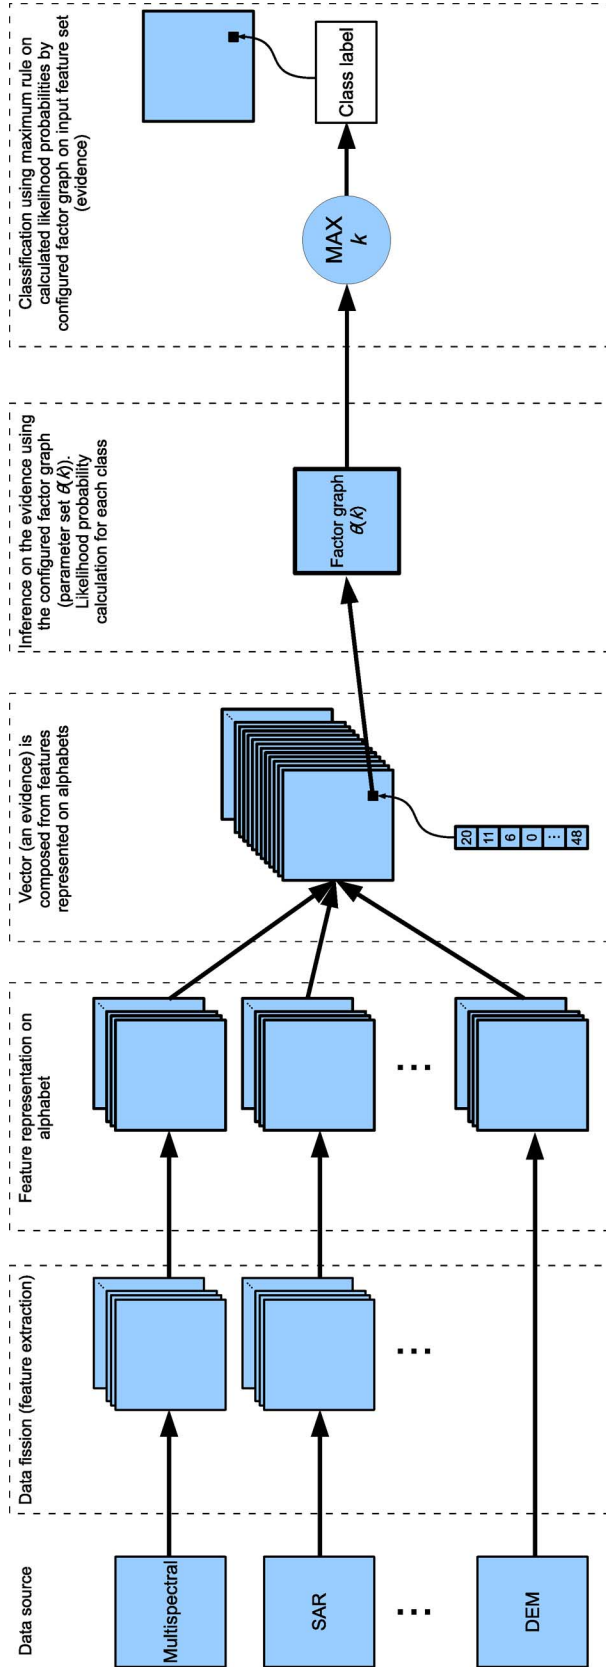 Data source
Multispectral
SAR
...
DEM
Data fission (feature extraction)
...
Feature representation on
alphabet
...
Vector (an evidence) is
composed from features
represented on alphabets
20
11
6
0
...
48
Inference on the evidence using
the configured factor graph
(parameter set θ(k)).
Likelihood probability
calculation for each class
Factor graph
θ(k)
Classification using maximum rule on
calculated likelihood probabilities by
configured factor graph on input feature set
(evidence)
MAX
k
Class label